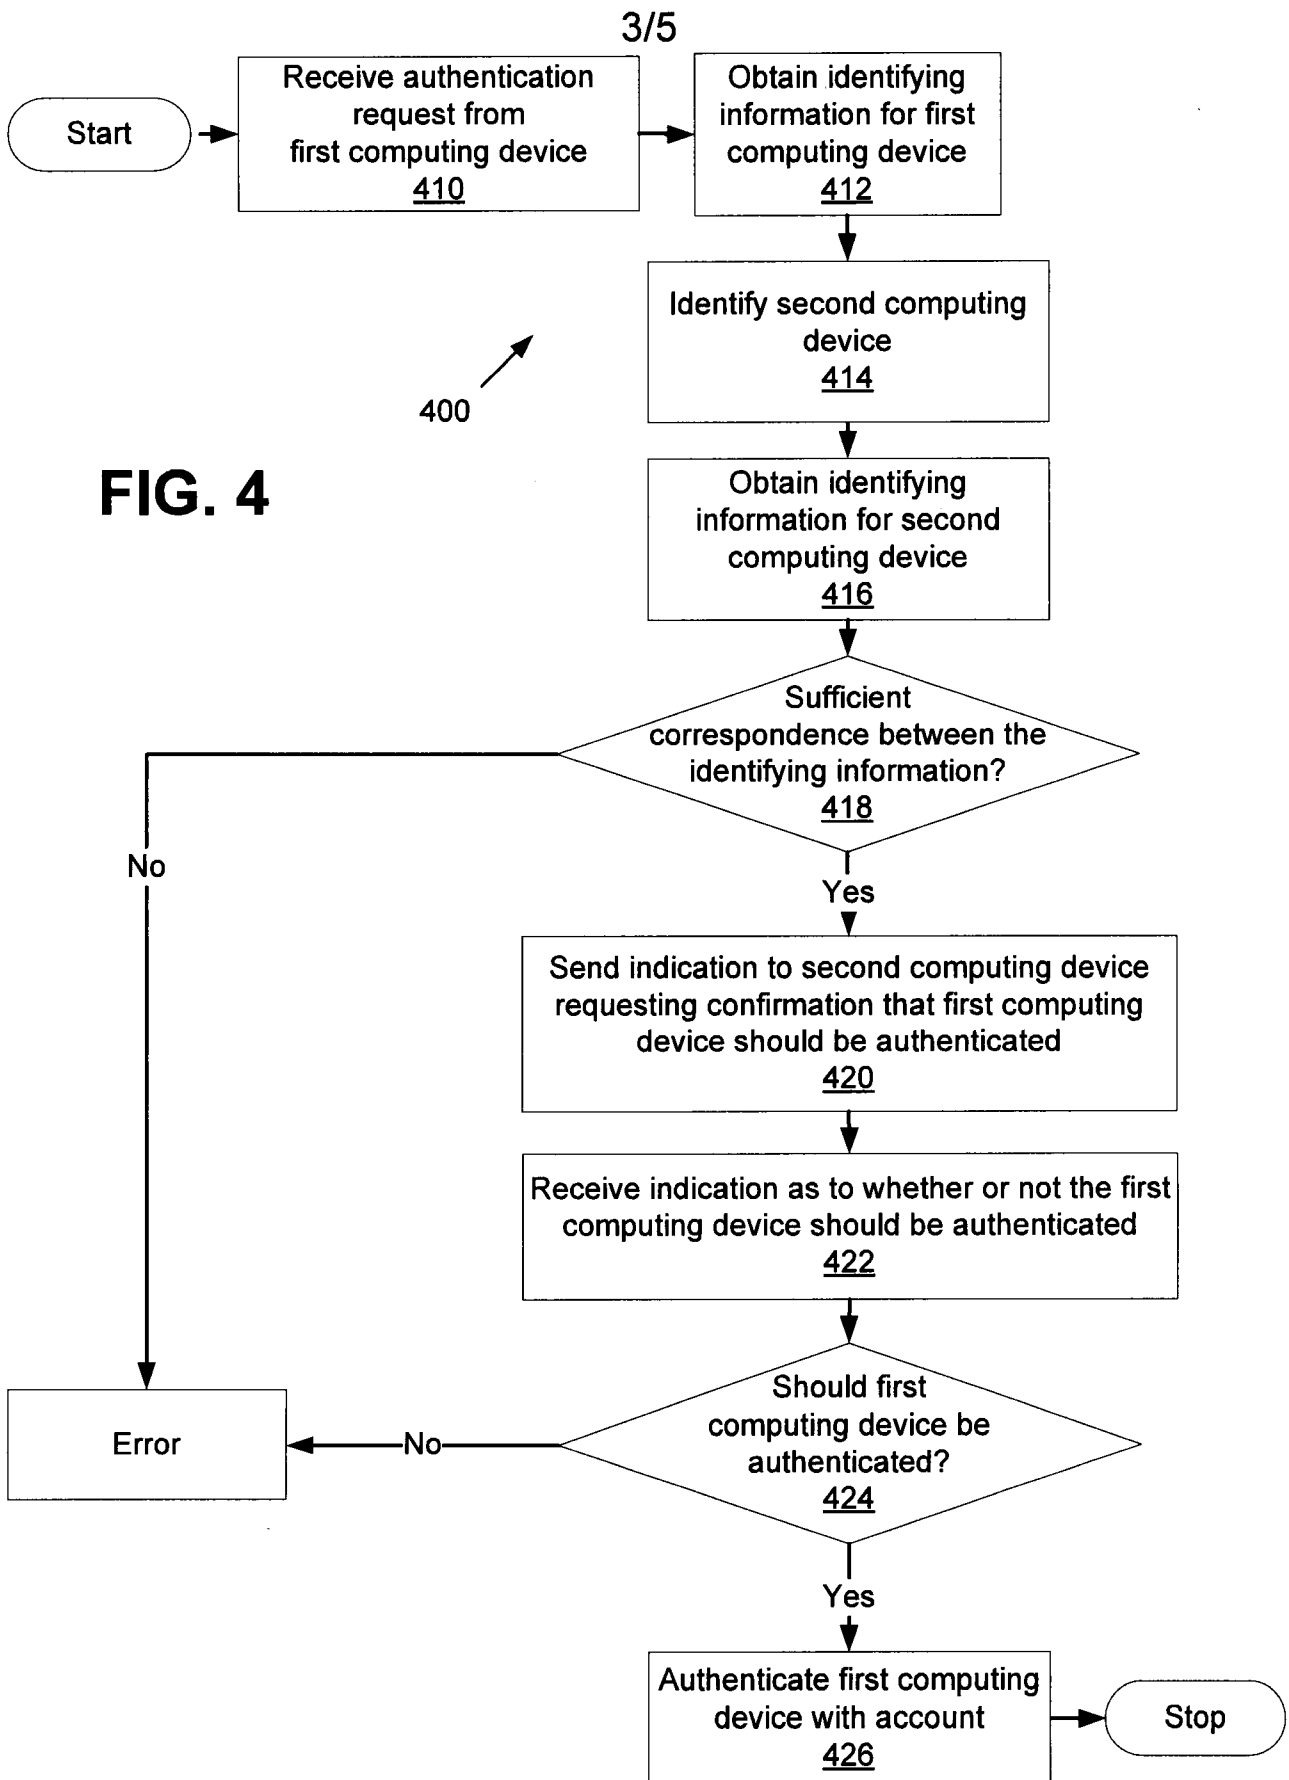 3/5
Start
Receive authentication
request from
first computing device
410
Obtain identifying
information for first
computing device
412
Identify second computing
device
414
400
FIG. 4
Obtain identifying
information for second
computing device
416
Sufficient
correspondence between the
identifying information?
418
No
Yes
Send indication to second computing device
requesting confirmation that first computing
device should be authenticated
420
Receive indication as to whether or not the first
computing device should be authenticated
422
Should first
computing device be
authenticated?
424
No
Error
Yes
Authenticate first computing
device with account
426
Stop